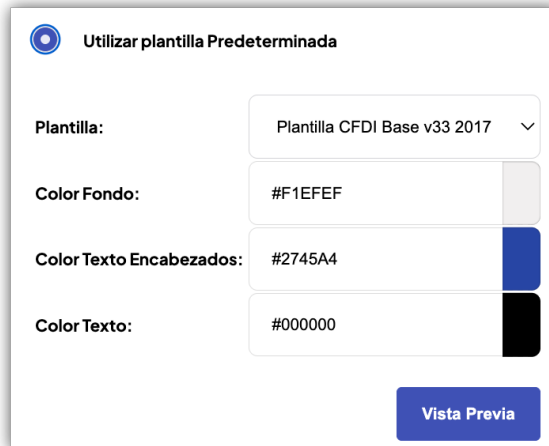 Utilizar plantilla Predeterminada
Plantilla: Plantilla CFDI Base v33 2017
Color Fondo: #F1EFEF
Color Texto Encabezados: #2745A4
Color Texto: #000000
Vista Previa